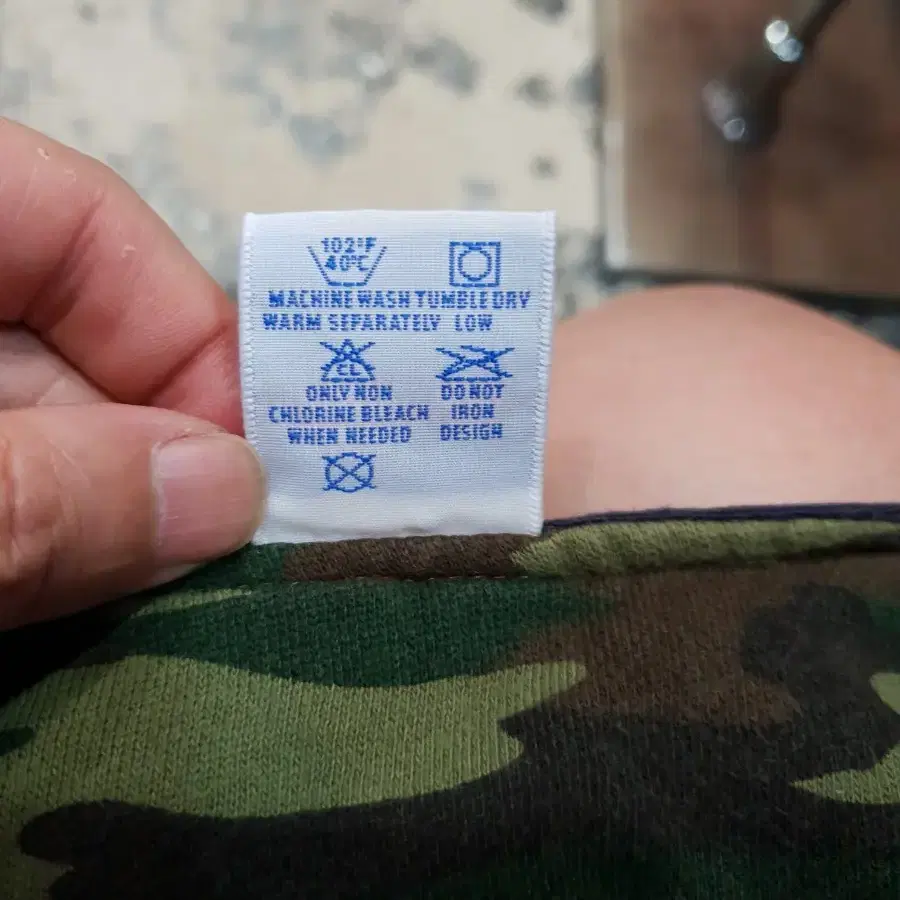 102°F
40°C
MACHINE WASH TUMBLE DRY
WARM SEPARATELY LOW
CL
ONLY NON DO NOT
CHLORINE BLEACH IRON
WHEN NEEDED DESIGN